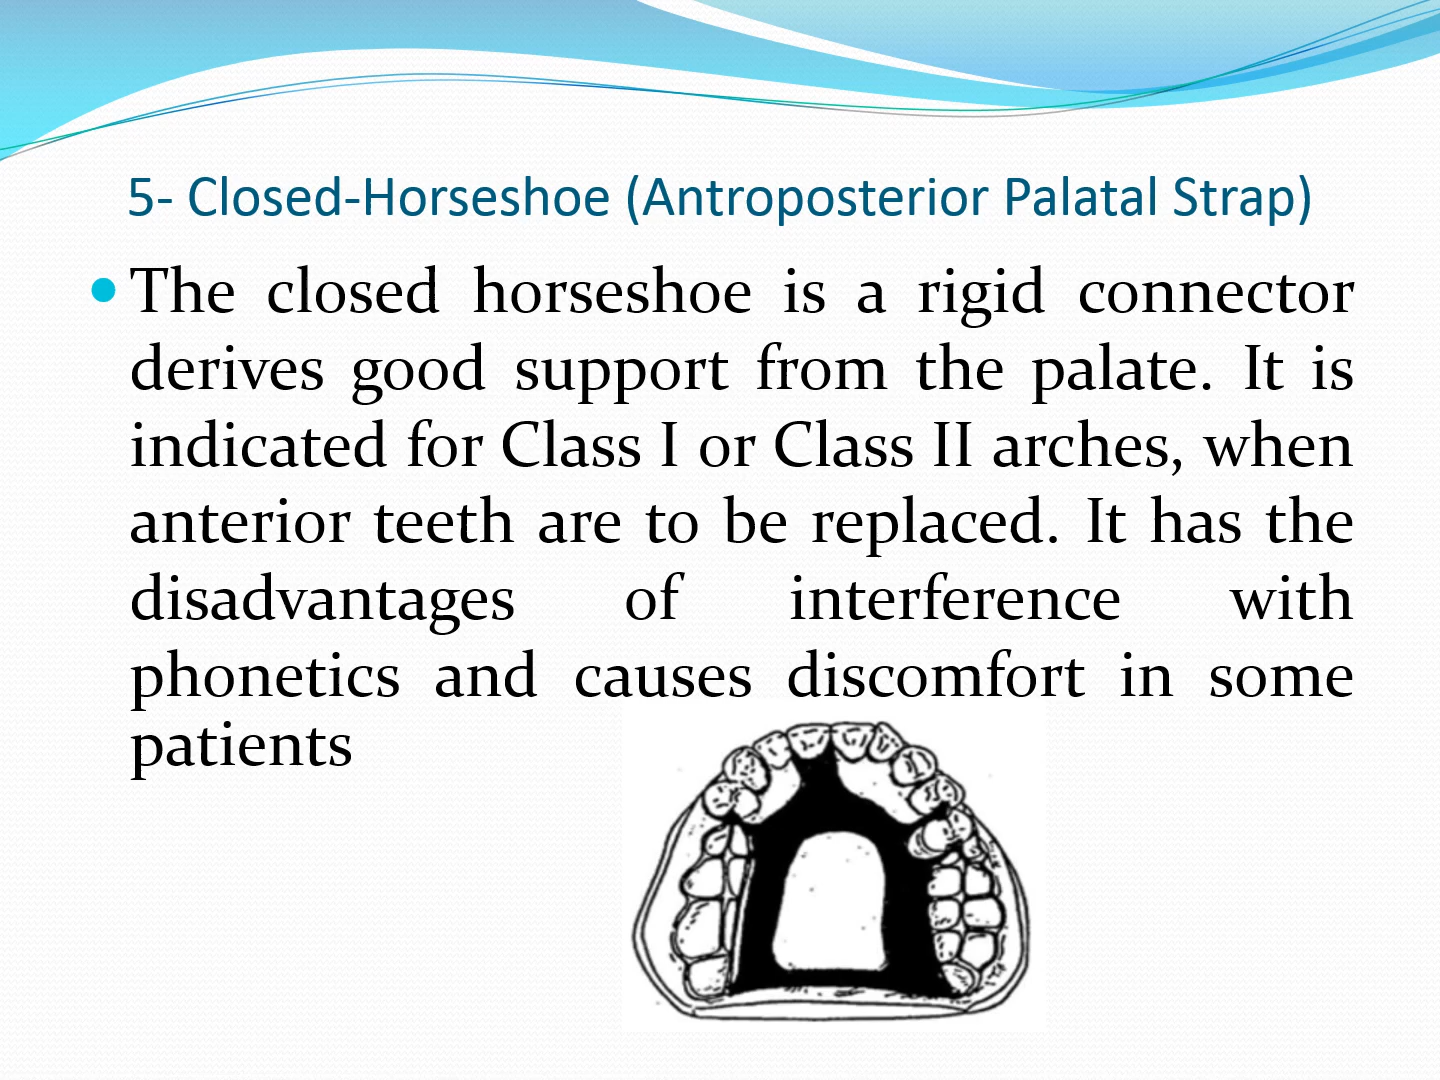 5- Closed-Horseshoe (Antroposterior Palatal Strap)
• The closed horseshoe is a rigid connector
derives good support from the palate. It is
indicated for Class I or Class II arches, when
anterior teeth are to be replaced. It has the
disadvantages of interference with
phonetics and causes discomfort in some
patients